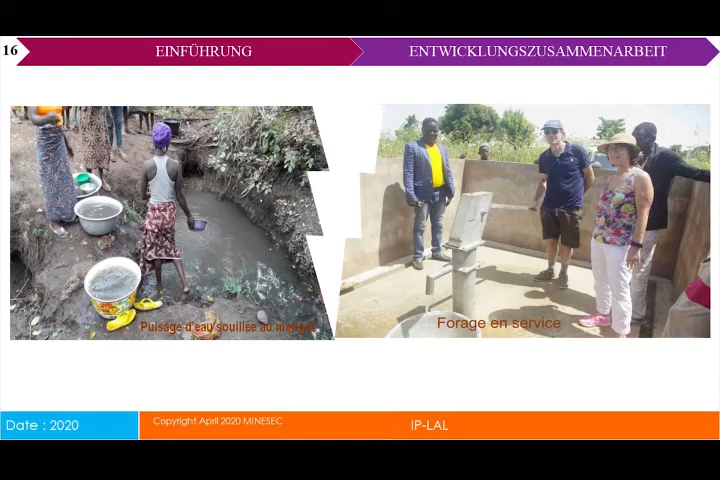 16
EINFÜHRUNG
ENTWICKLUNGSZUSAMMENARBEIT
Puisage d'eau souillée au
Forage en service
Date : 2020
Copyright April 2020 MINESEC
IP-LAL